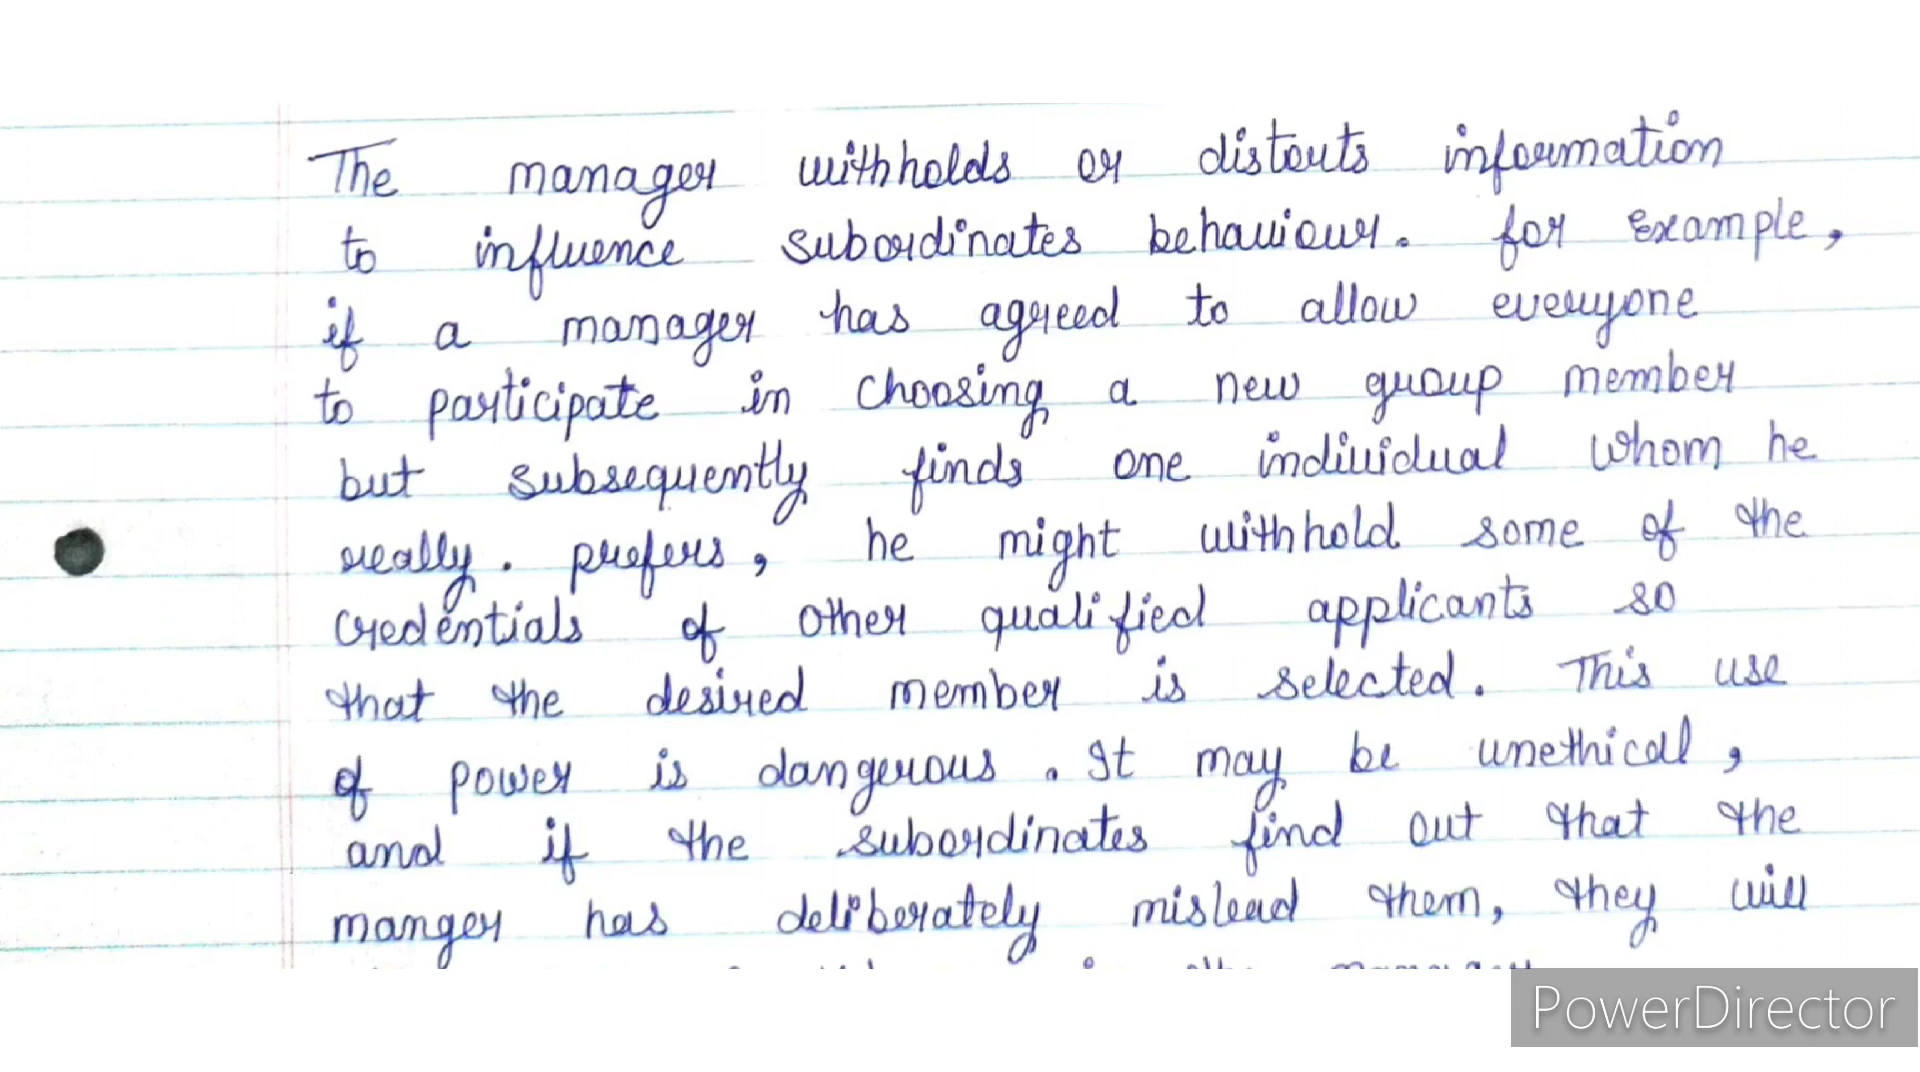 The manager withholds or distorts information
to influence subordinates behaviour. for example,
if a manager has agreed to allow everyone
to participate in choosing a new group member
but subsequently finds one individual whom he
really. prefers, he might withhold some of the
credentials of other qualified applicants so
that the desired member is selected. This use
of power is dangerous. It may be unethical,
and if the subordinates find out that the
manger has deliberately mislead them, they will
PowerDirector